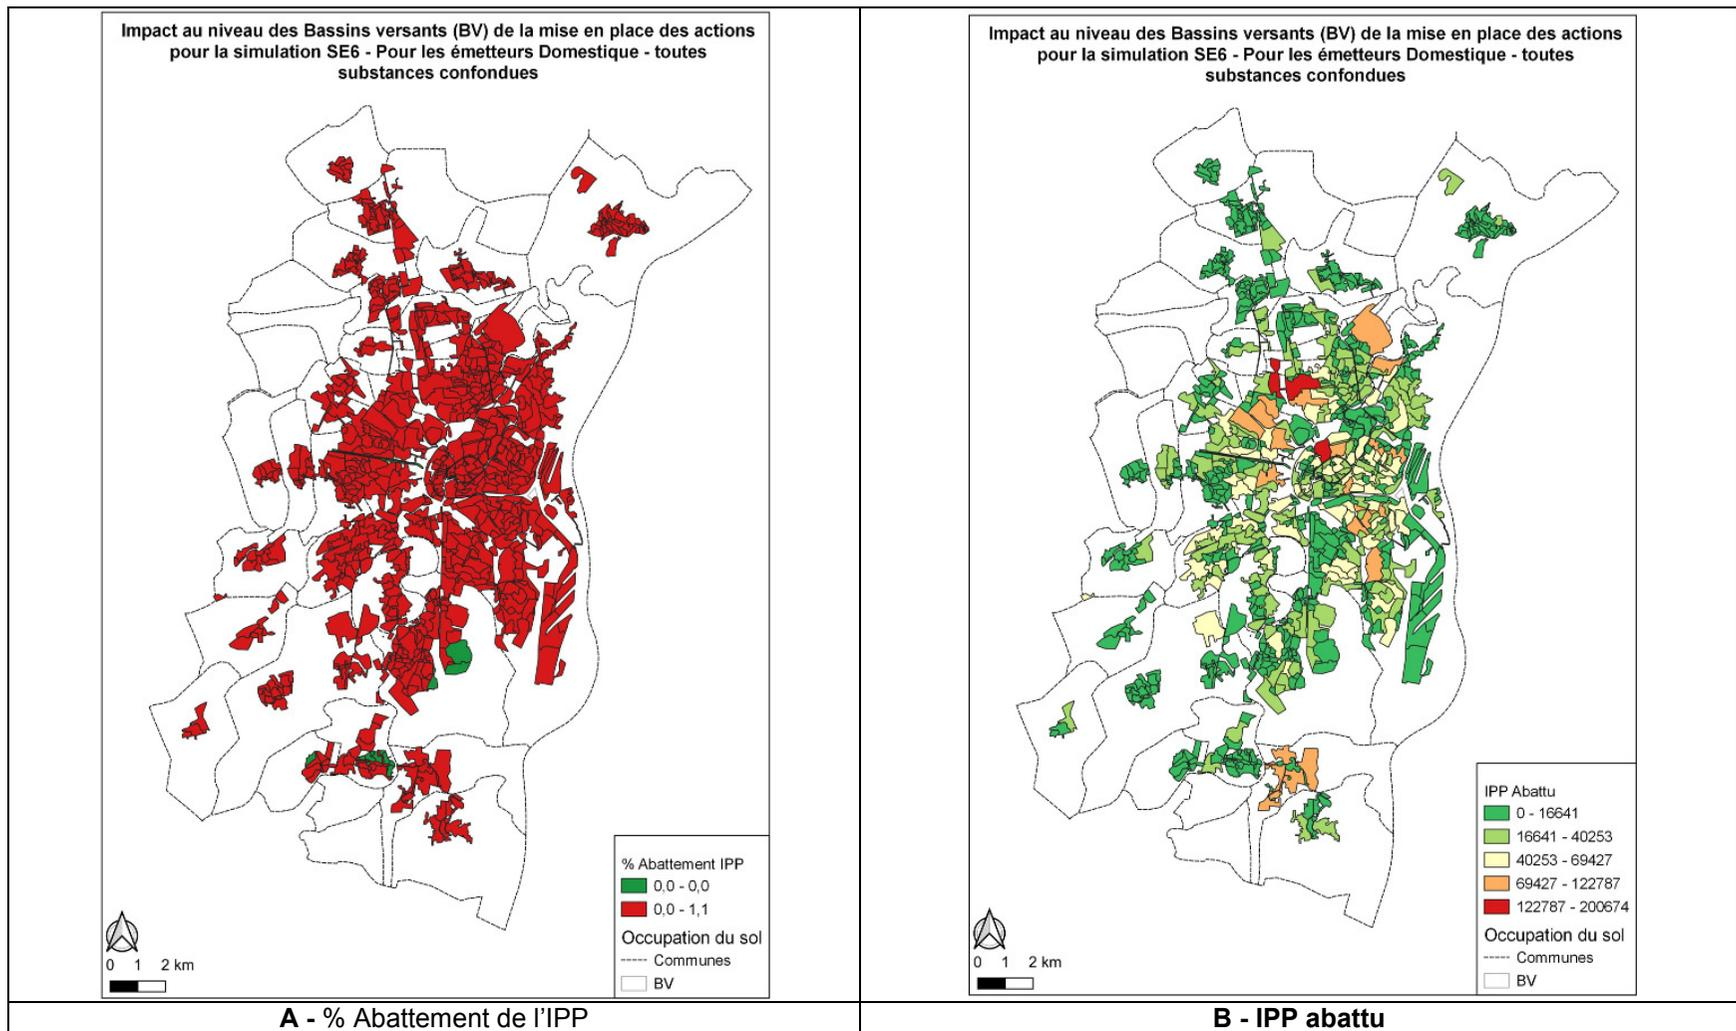 Impact au niveau des Bassins versants (BV) de la mise en place des actions
pour la simulation SE6 - Pour les émetteurs Domestique - toutes
substances confondues
% Abattement IPP
0,0 - 0,0
0,0 - 1,1
Occupation du sol
Communes
BV
0 1 2 km
A - % Abattement de l'IPP
Impact au niveau des Bassins versants (BV) de la mise en place des actions
pour la simulation SE6 - Pour les émetteurs Domestique - toutes
substances confondues
IPP Abattu
0 - 16641
16641 - 40253
40253 - 69427
69427 - 122787
122787 - 200674
Occupation du sol
Communes
BV
0 1 2 km
B - IPP abattu